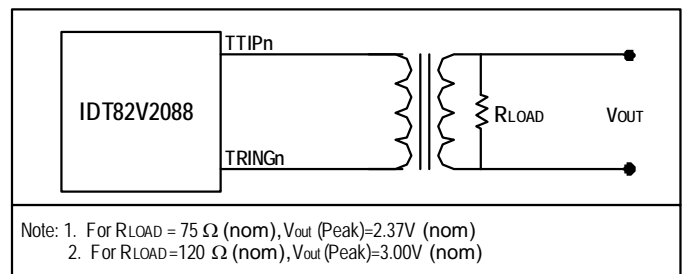 TTIPn
IDT82V2088
RLOAD
VOUT
TRINGn
Note: 1. For RLOAD = 75 Ω (nom), Vout (Peak)=2.37V (nom)
2. For RLOAD=120 Ω (nom), Vout (Peak)=3.00V (nom)